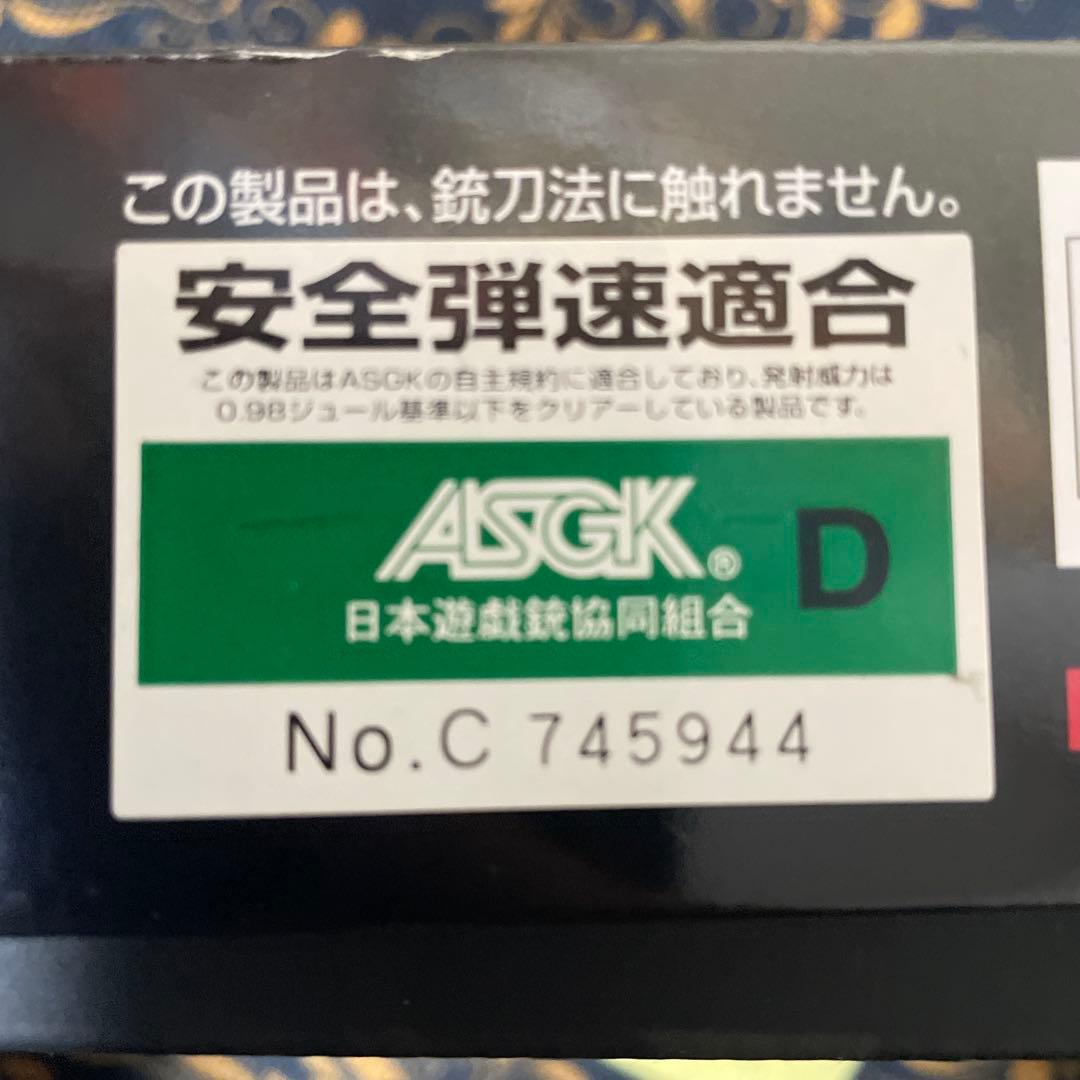 この製品は、銃刀法に触れません。
安全弾速適合
この製品はASGKの自主規約に適合しており、発射威力は
0.98ジュール基準以下をクリアーしている製品です。
ASGK®
D
日本遊戯銃協同組合
No.C 745944